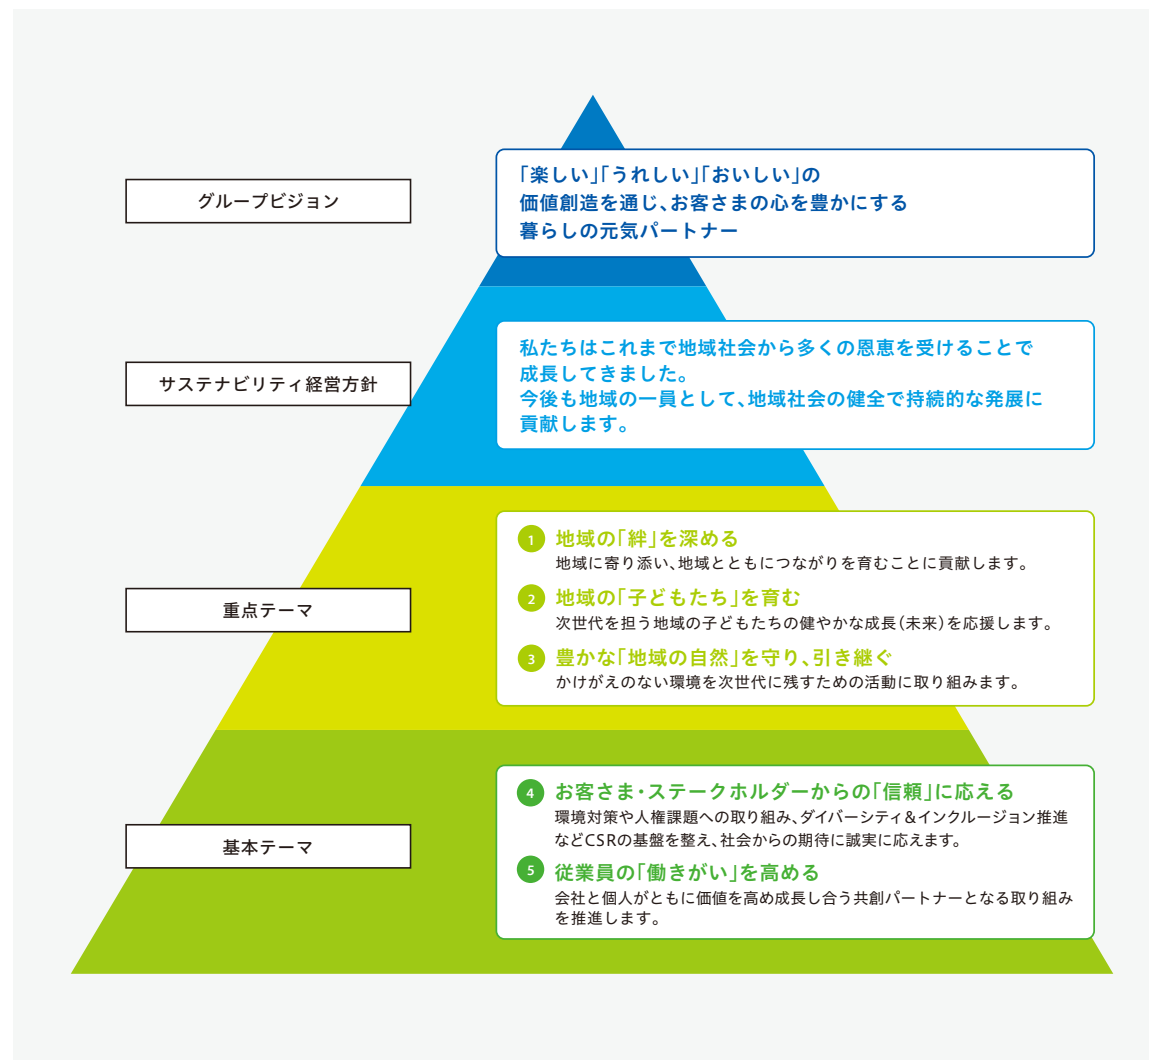 グループビジョン
「楽しい」「うれしい」「おいしい」の
価値創造を通じ、お客さまの心を豊かにする
暮らしの元気パートナー
サステナビリティ経営方針
私たちはこれまで地域社会から多くの恩恵を受けることで
成長してきました。
今後も地域の一員として、地域社会の健全で持続的な発展に
貢献します。
重点テーマ
1 地域の「絆」を深める
地域に寄り添い、地域とともにつながりを育むことに貢献します。
2 地域の「子どもたち」を育む
次世代を担う地域の子どもたちの健やかな成長（未来）を応援します。
3 豊かな「地域の自然」を守り、引き継ぐ
かけがえのない環境を次世代に残すための活動に取り組みます。
基本テーマ
4 お客さま・ステークホルダーからの「信頼」に応える
環境対策や人権課題への取り組み、ダイバーシティ&インクルージョン推進
などCSRの基盤を整え、社会からの期待に誠実に応えます。
5 従業員の「働きがい」を高める
会社と個人がともに価値を高め成長し合う共創パートナーとなる取り組み
を推進します。